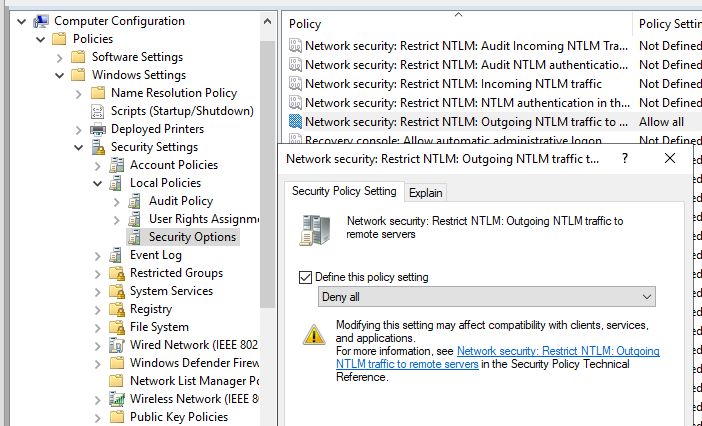 Computer Configuration
Policies
Software Settings
Windows Settings
Name Resolution Policy
Scripts (Startup/Shutdown)
Deployed Printers
Security Settings
Account Policies
Local Policies
Audit Policy
User Rights Assignm
Security Options
Event Log
Restricted Groups
System Services
Registry
File System
Wired Network (IEEE 802
Windows Defender Firew
Network List Manager Po
Wireless Network (IEEE 80
Public Key Policies
Policy Policy Settin
Network security: Restrict NTLM: Audit Incoming NTLM Tra... Not Defined
Network security: Restrict NTLM: Audit NTLM authenticatio... Not Defined
Network security: Restrict NTLM: Incoming NTLM traffic Not Defined
Network security: Restrict NTLM: NTLM authentication in th... Not Defined
Network security: Restrict NTLM: Outgoing NTLM traffic to ... Allow all
Recovery console: Allow automatic administrative logon Not Defined
Network security: Restrict NTLM: Outgoing NTLM traffic t... ?
Security Policy Setting Explain
Network security: Restrict NTLM: Outgoing NTLM traffic to
remote servers
Define this policy setting
Deny all
Modifying this setting may affect compatibility with clients, services,
and applications.
For more information, see Network security: Restrict NTLM: Outgoing
NTLM traffic to remote servers in the Security Policy Technical
Reference.